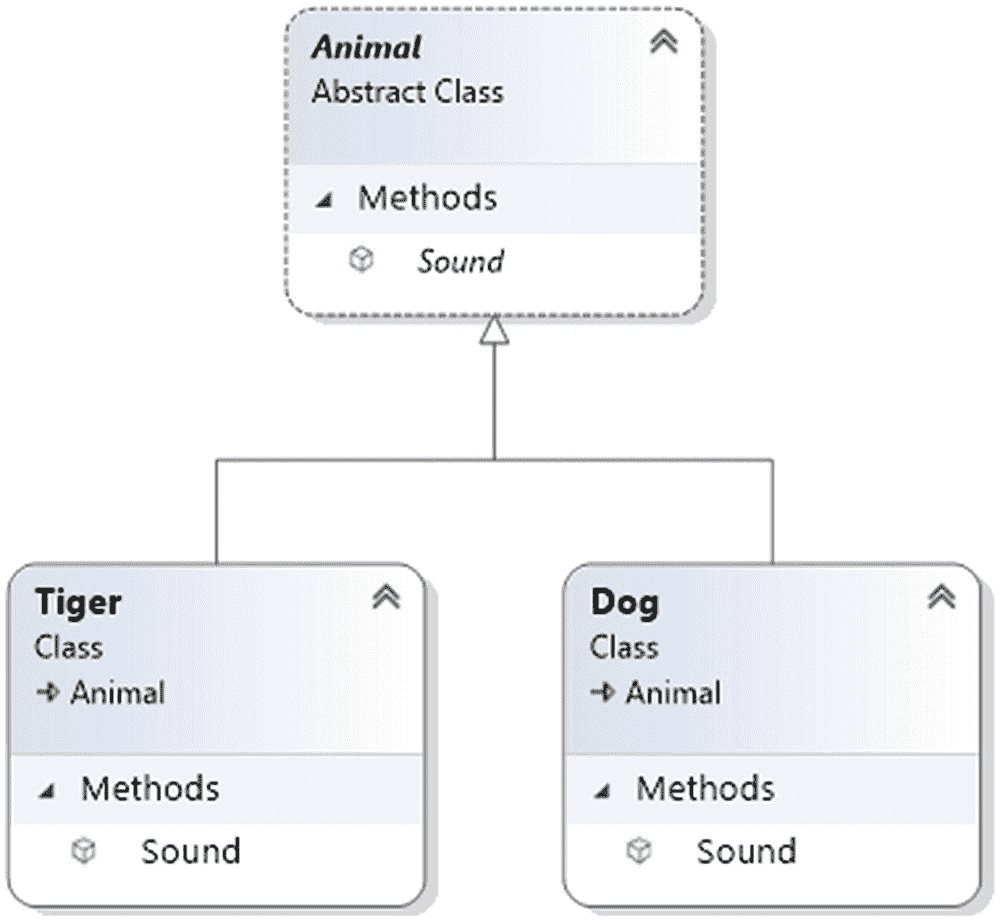 Animal
Abstract Class
Methods
Sound
Tiger
Class
Animal
Methods
Sound
Dog
Class
Animal
Methods
Sound